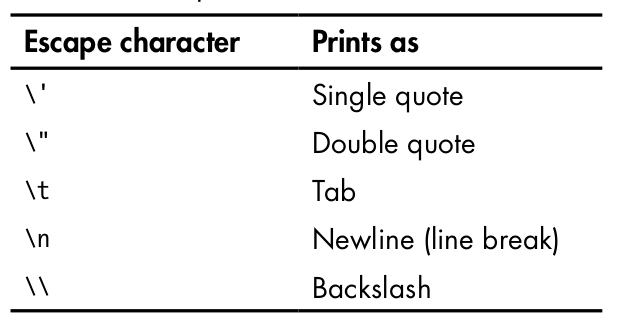 Escape character Prints as
\' Single quote
\" Double quote
\t Tab
\n Newline (line break)
\\ Backslash